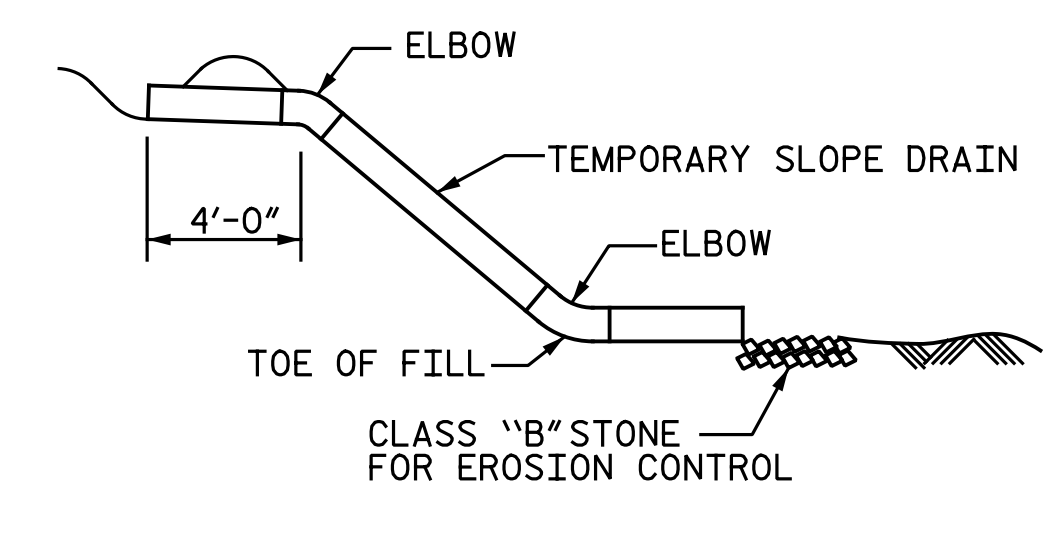 ELBOW
TEMPORARY SLOPE DRAIN
4'-0"
ELBOW
TOE OF FILL
CLASS "B" STONE
FOR EROSION CONTROL